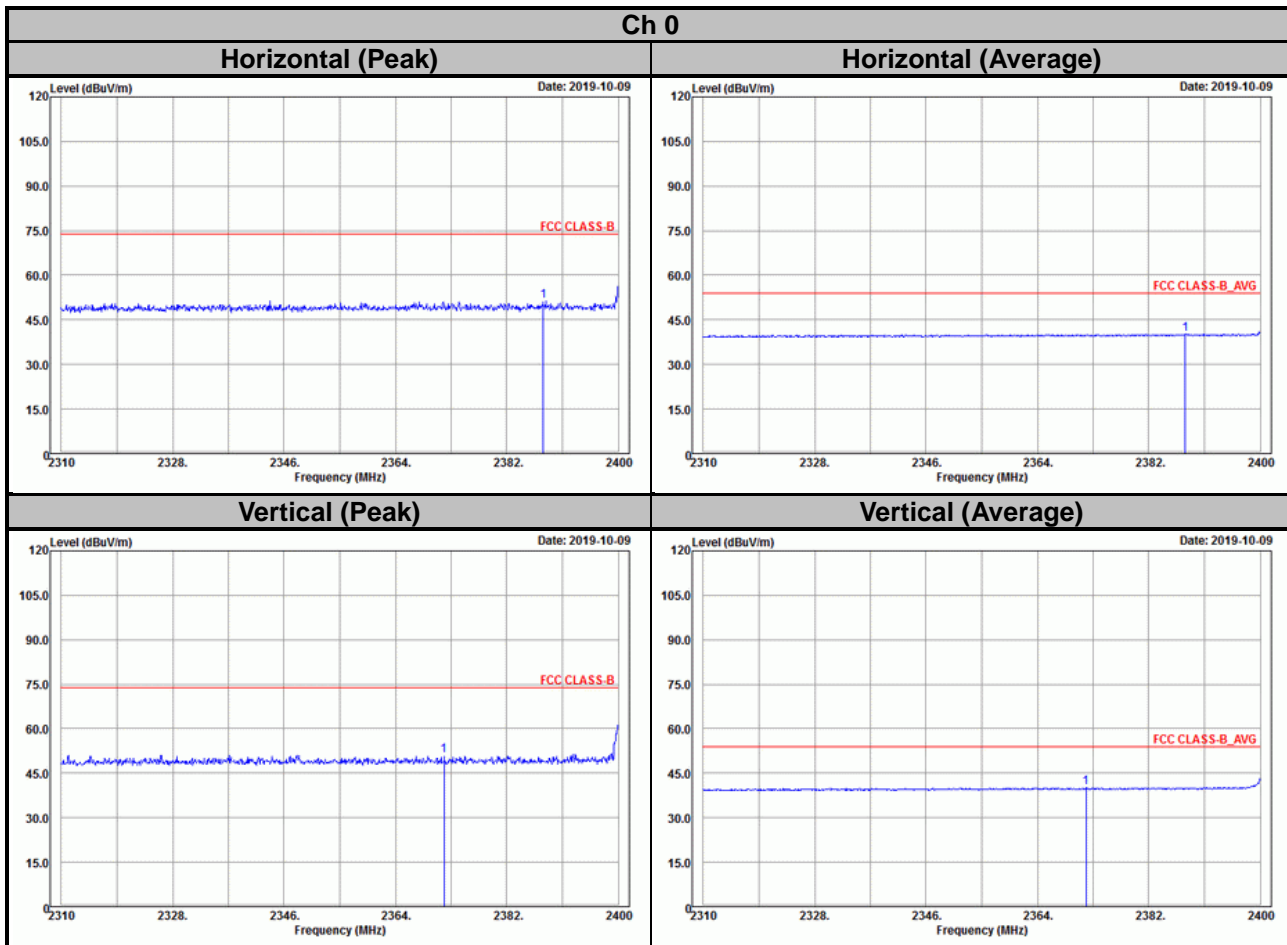 Ch 0
Horizontal (Peak)
Horizontal (Average)
Level (dBuV/m) Date: 2019-10-09
120
105.0
90.0
75.0
60.0
45.0
30.0
15.0
0
FCC CLASS-B
1
2310 2328. 2346. 2364. 2382. 2400
Frequency (MHz)
Level (dBuV/m) Date: 2019-10-09
120
105.0
90.0
75.0
60.0
45.0
30.0
15.0
0
FCC CLASS-B_AVG
1
2310 2328. 2346. 2364. 2382. 2400
Frequency (MHz)
Vertical (Peak)
Vertical (Average)
Level (dBuV/m) Date: 2019-10-09
120
105.0
90.0
75.0
60.0
45.0
30.0
15.0
0
FCC CLASS-B
1
2310 2328. 2346. 2364. 2382. 2400
Frequency (MHz)
Level (dBuV/m) Date: 2019-10-09
120
105.0
90.0
75.0
60.0
45.0
30.0
15.0
0
FCC CLASS-B_AVG
1
2310 2328. 2346. 2364. 2382. 2400
Frequency (MHz)